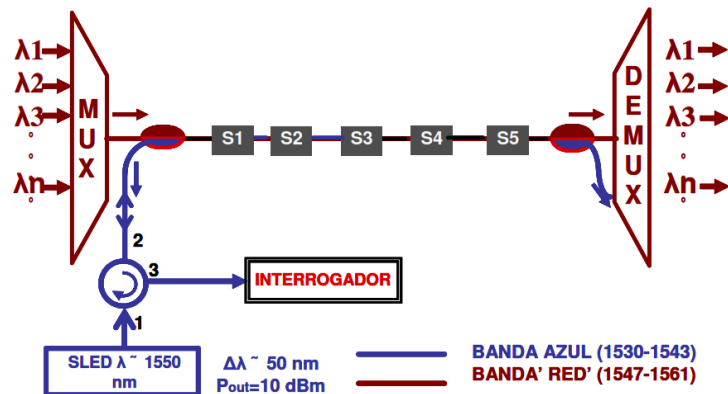 λ1
λ2
λ3
λn
MUX
S1
S2
S3
S4
S5
DEMUX
λ1
λ2
λ3
λn
2
3
1
INTERROGADOR
SLED λ ~ 1550
nm
Δλ ~ 50 nm
Pout=10 dBm
BANDA AZUL (1530-1543)
BANDA' RED' (1547-1561)